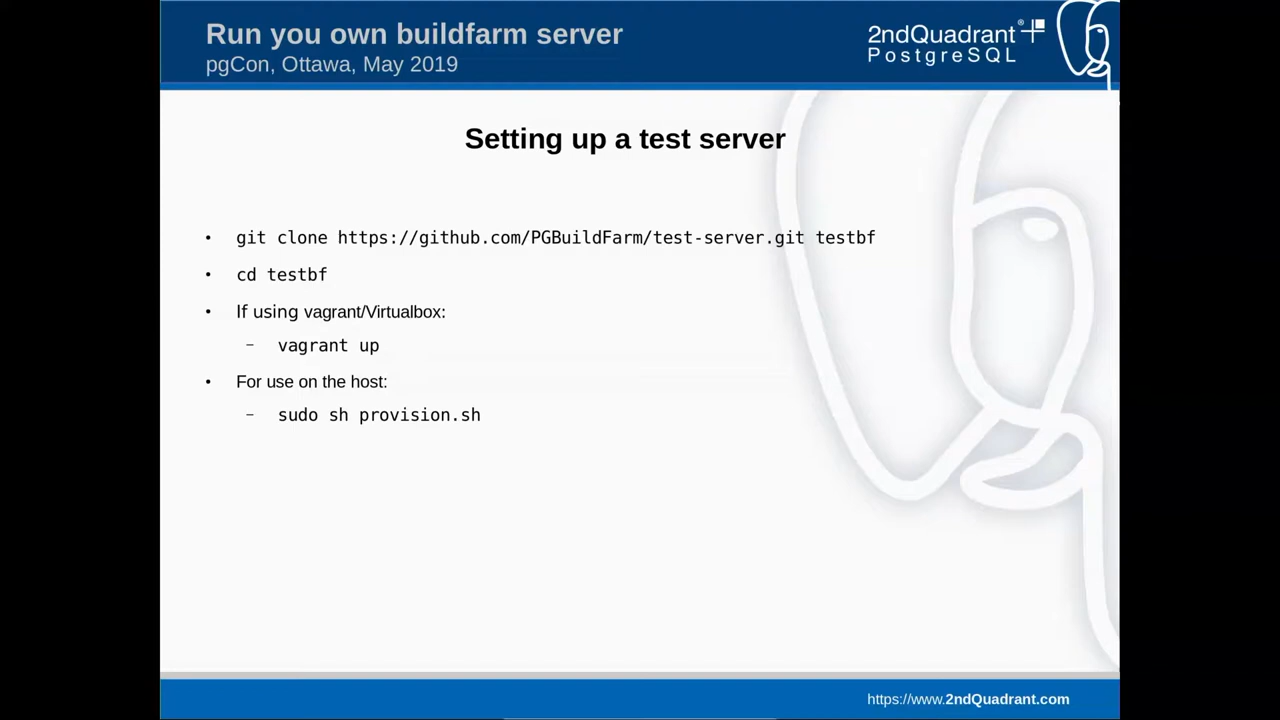 Run you own buildfarm server
pgCon, Ottawa, May 2019
2ndQuadrant®
PostgreSQL
Setting up a test server
• git clone https://github.com/PGBuildFarm/test-server.git testbf
• cd testbf
• If using vagrant/Virtualbox:
– vagrant up
• For use on the host:
– sudo sh provision.sh
https://www.2ndQuadrant.com